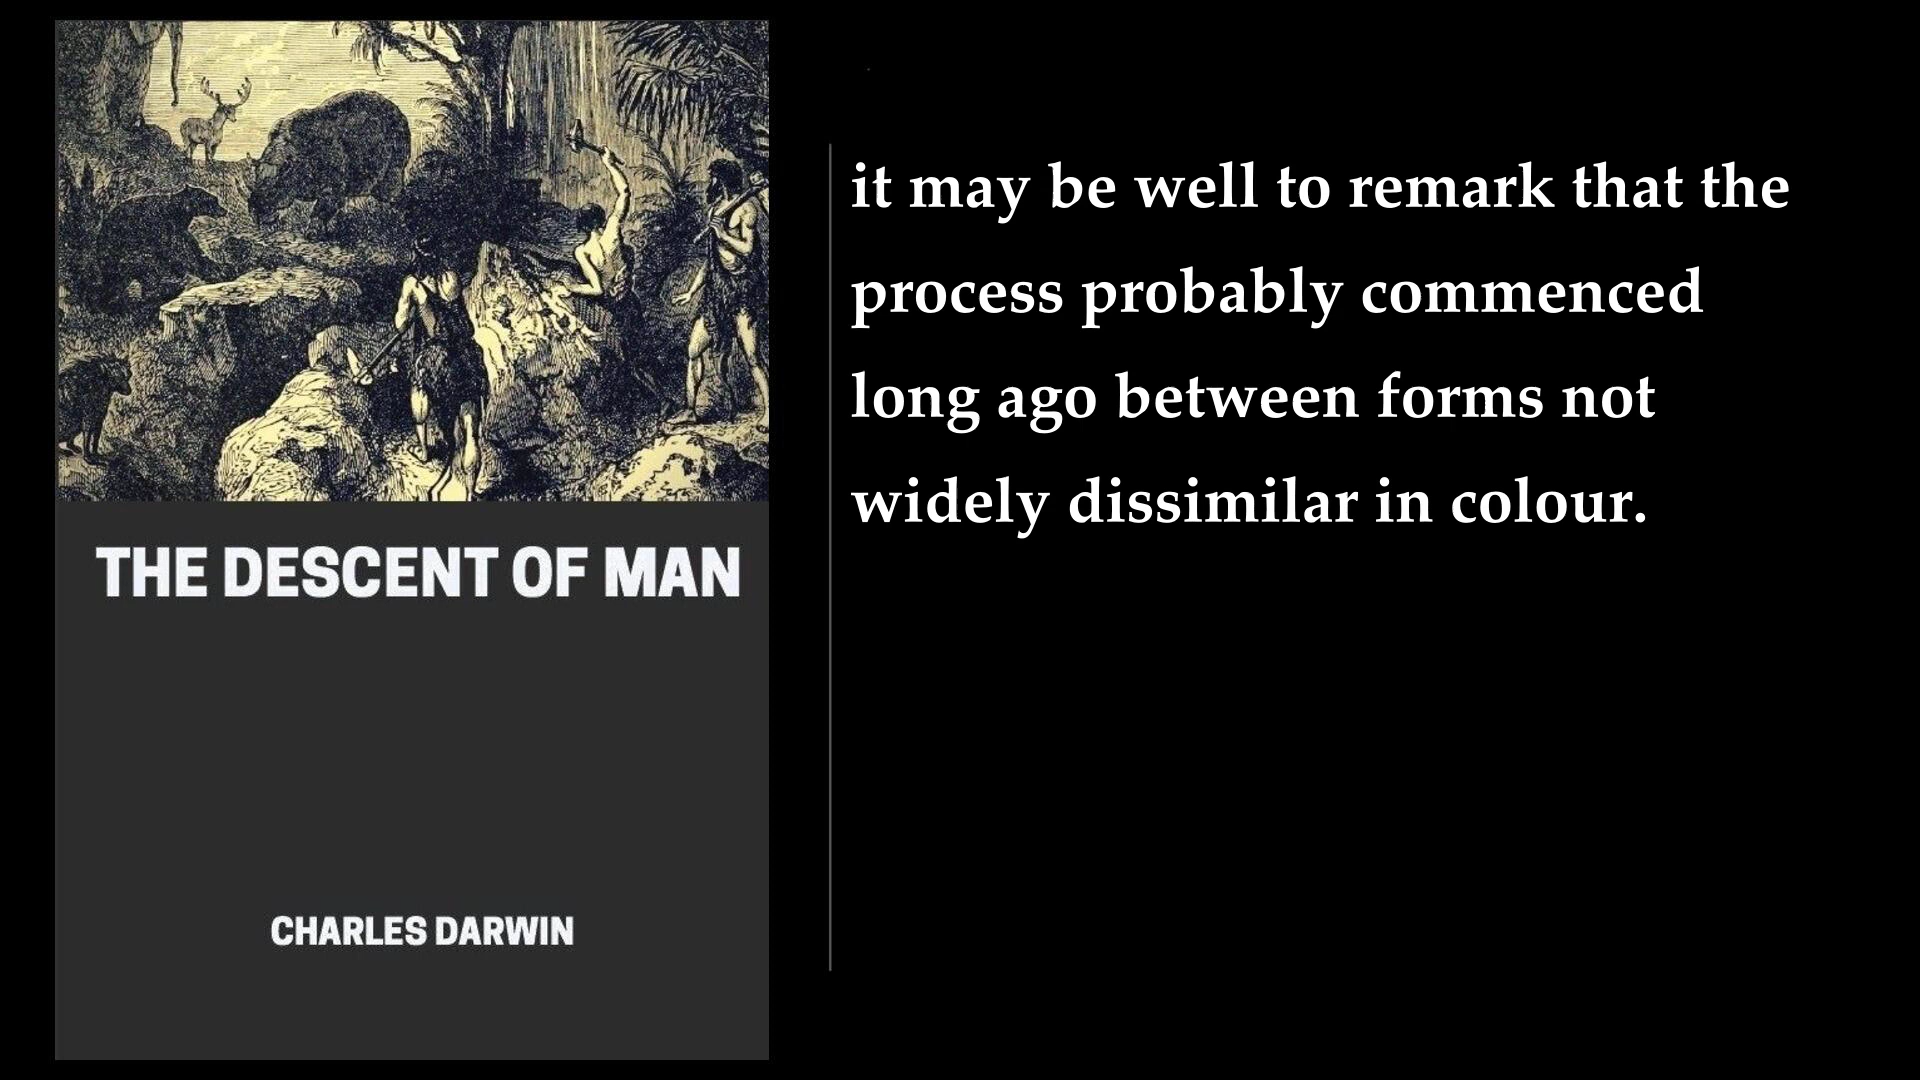 THE DESCENT OF MAN
CHARLES DARWIN
it may be well to remark that the
process probably commenced
long ago between forms not
widely dissimilar in colour.